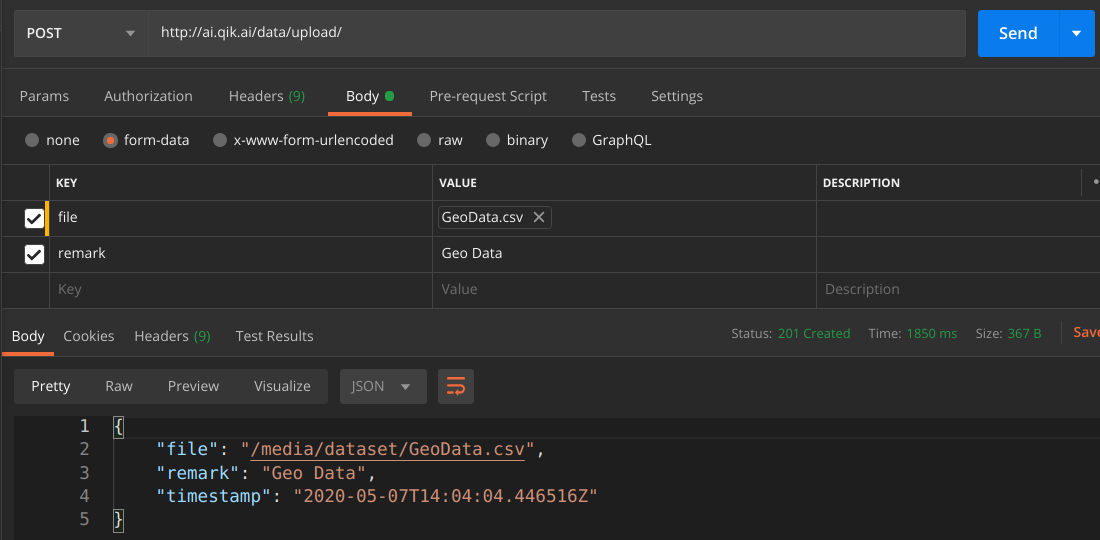 POST http://ai.qik.ai/data/upload/ Send
Params Authorization Headers (9) Body Pre-request Script Tests Settings
none form-data x-www-form-urlencoded raw binary GraphQL
KEY VALUE DESCRIPTION
file GeoData.csv
remark Geo Data
Key Value Description
Body Cookies Headers (9) Test Results Status: 201 Created Time: 1850 ms Size: 367 B Save
Pretty Raw Preview Visualize JSON
1 {
2 "file": "/media/dataset/GeoData.csv",
3 "remark": "Geo Data",
4 "timestamp": "2020-05-07T14:04:04.446516Z"
5 }